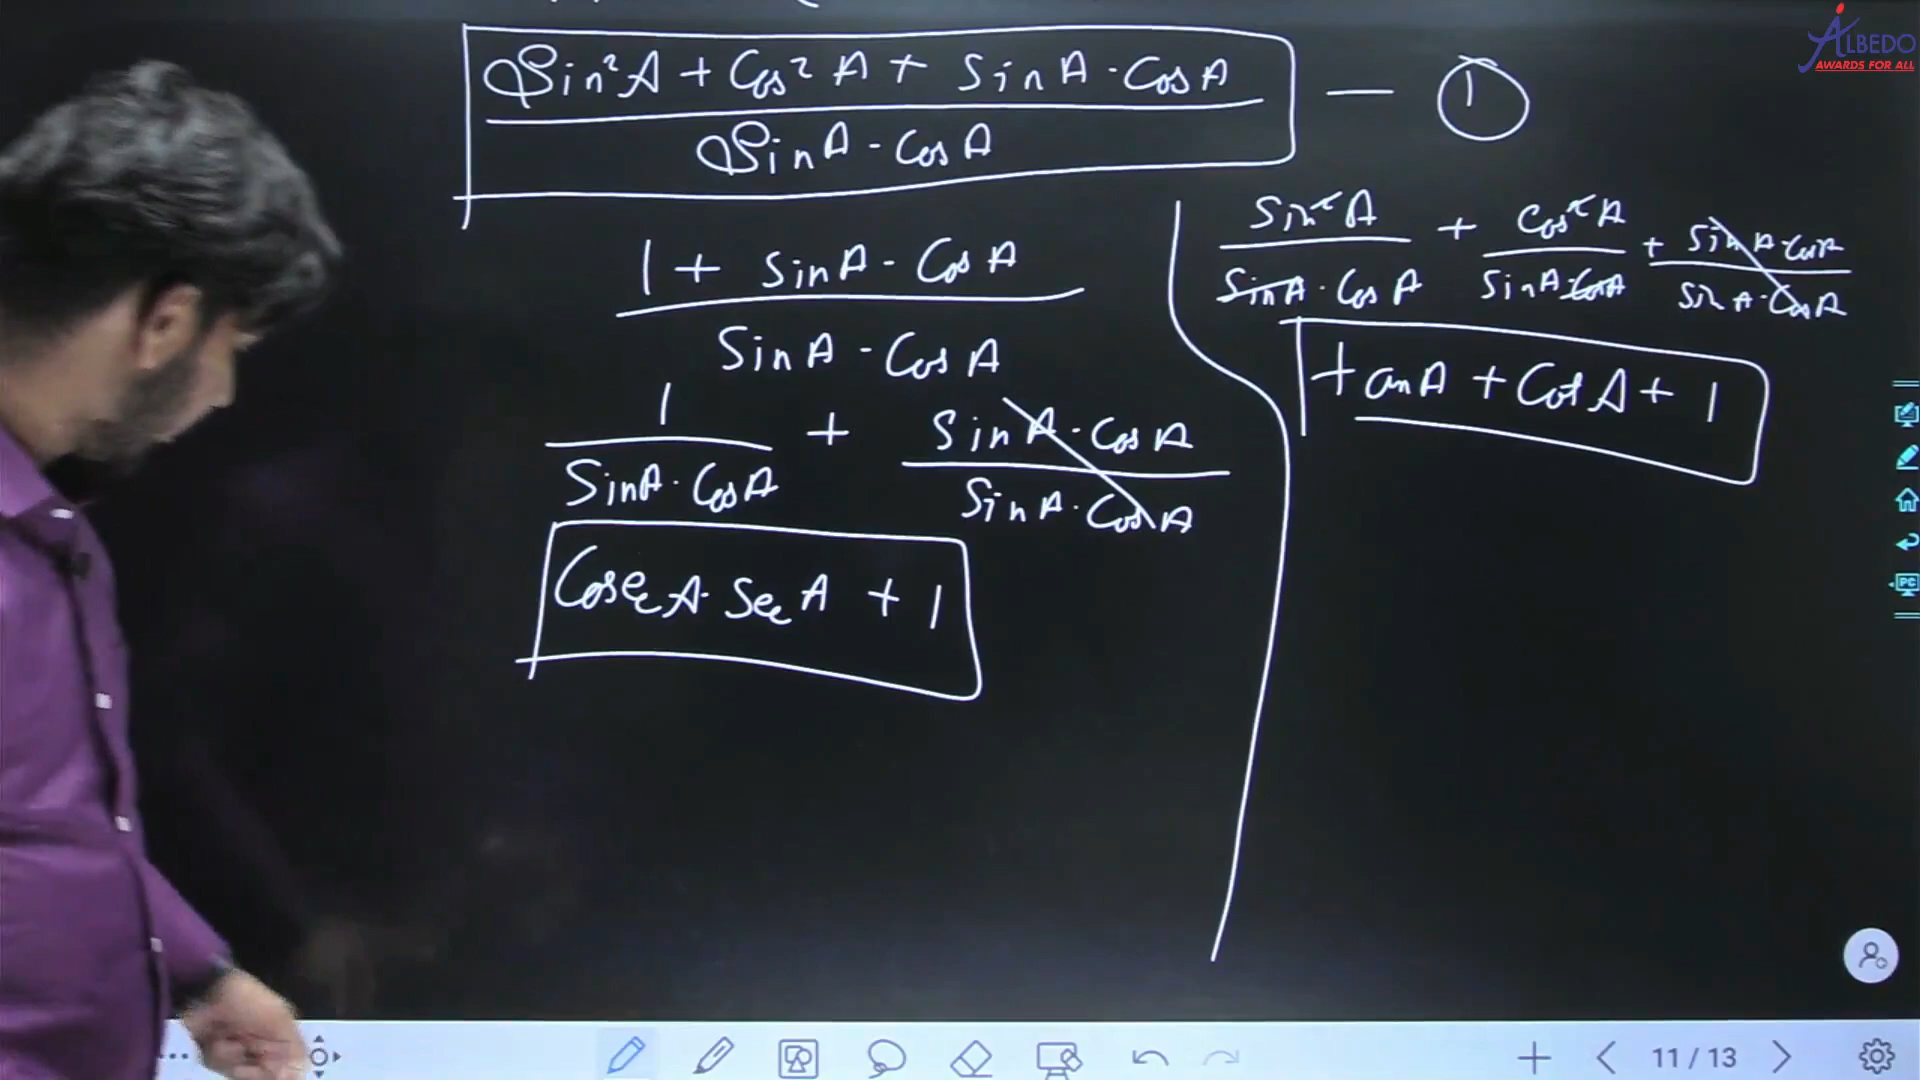 Sin²A + Cos²A + SinA · CosA
SinA · CosA
— ①
1 + SinA · CosA
SinA · CosA
1 + SinA · CosA
SinA · CosA SinA · CosA
CosecA · SecA + 1
Sin²A + Cos²A + SinA · CosA
SinA · CosA SinA · CosA SinA · CosA
tanA + CotA + 1
ALBEDO
AWARDS FOR ALL
PC
11 / 13